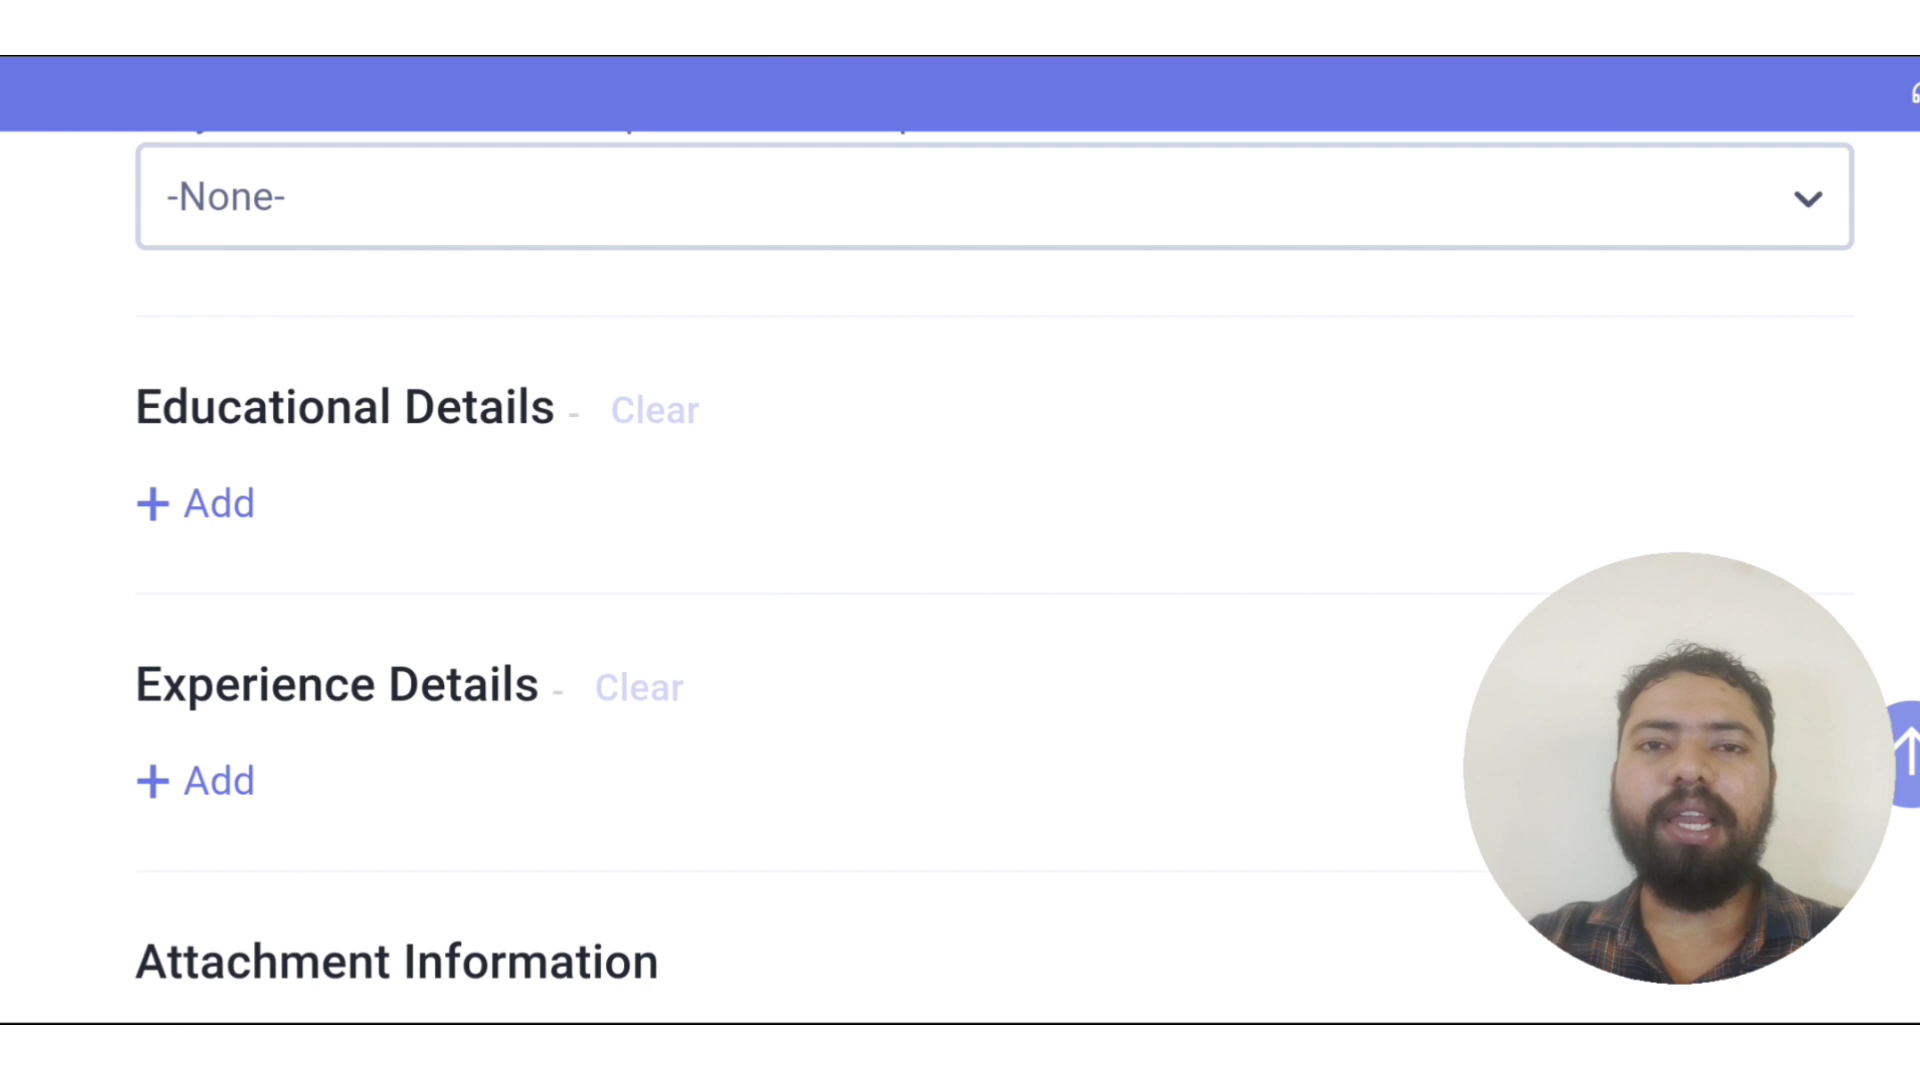 -None-
Educational Details - Clear
+ Add
Experience Details - Clear
+ Add
Attachment Information